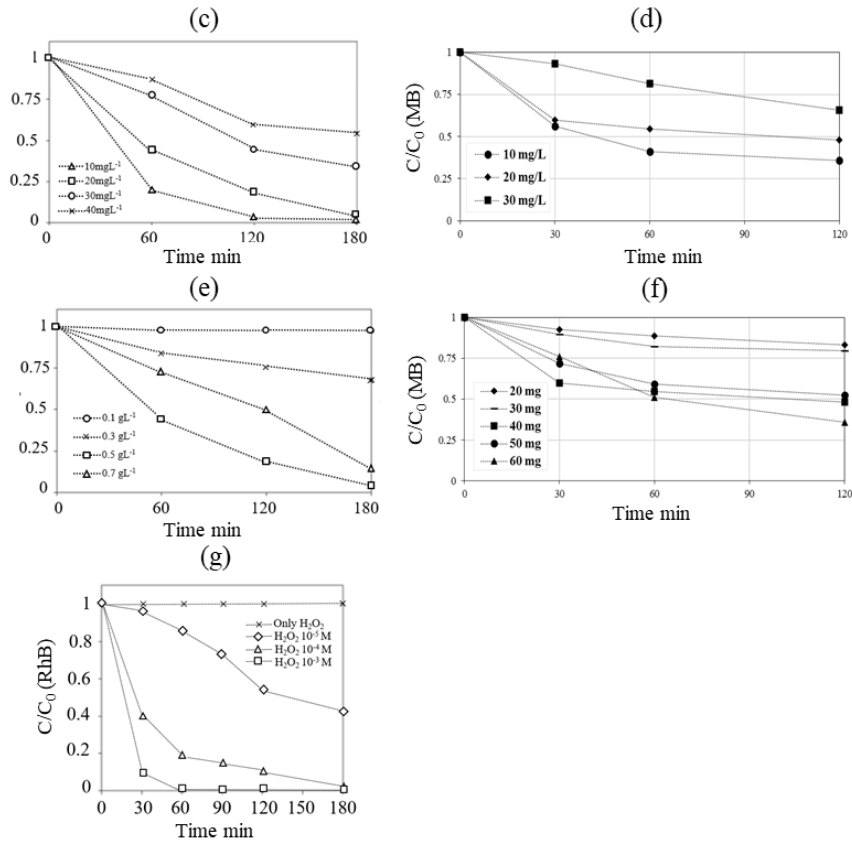 (c)
1
0.75
0.5
0.25
0
10mgL⁻¹
20mgL⁻¹
30mgL⁻¹
40mgL⁻¹
0 60 120 180
Time min
(d)
C/C₀ (MB)
1
0.75
0.5
0.25
0
10 mg/L
20 mg/L
30 mg/L
0 30 60 90 120
Time min
(e)
1
0.75
0.5
0.25
0
0.1 gL⁻¹
0.3 gL⁻¹
0.5 gL⁻¹
0.7 gL⁻¹
0 60 120 180
Time min
(f)
C/C₀ (MB)
1
0.75
0.5
0.25
0
20 mg
30 mg
40 mg
50 mg
60 mg
0 30 60 90 120
Time min
(g)
C/C₀ (RhB)
1
0.8
0.6
0.4
0.2
0
Only H₂O₂
H₂O₂ 10⁻⁵ M
H₂O₂ 10⁻⁴ M
H₂O₂ 10⁻³ M
0 30 60 90 120 150 180
Time min